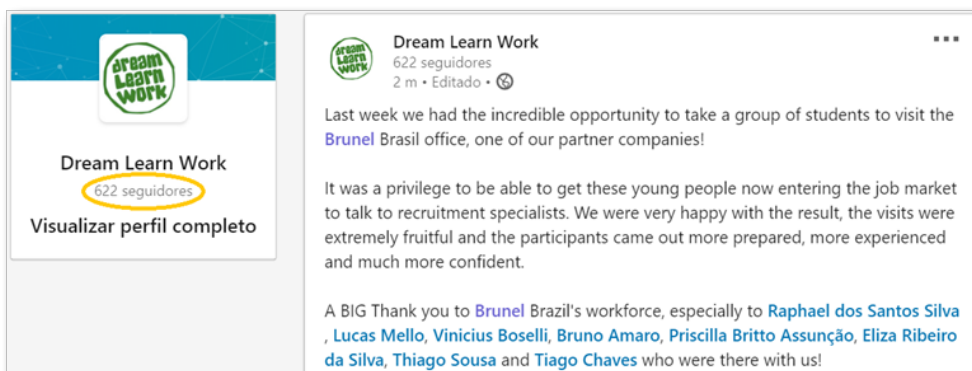 dream
Learn
WORK
Dream Learn Work
622 seguidores
Visualizar perfil completo
dream
Learn
WORK
Dream Learn Work
622 seguidores
2 m • Editado •
Last week we had the incredible opportunity to take a group of students to visit the
Brunel Brasil office, one of our partner companies!
It was a privilege to be able to get these young people now entering the job market
to talk to recruitment specialists. We were very happy with the result, the visits were
extremely fruitful and the participants came out more prepared, more experienced
and much more confident.
A BIG Thank you to Brunel Brazil's workforce, especially to Raphael dos Santos Silva
, Lucas Mello, Vinicius Boselli, Bruno Amaro, Priscilla Britto Assunção, Eliza Ribeiro
da Silva, Thiago Sousa and Tiago Chaves who were there with us!